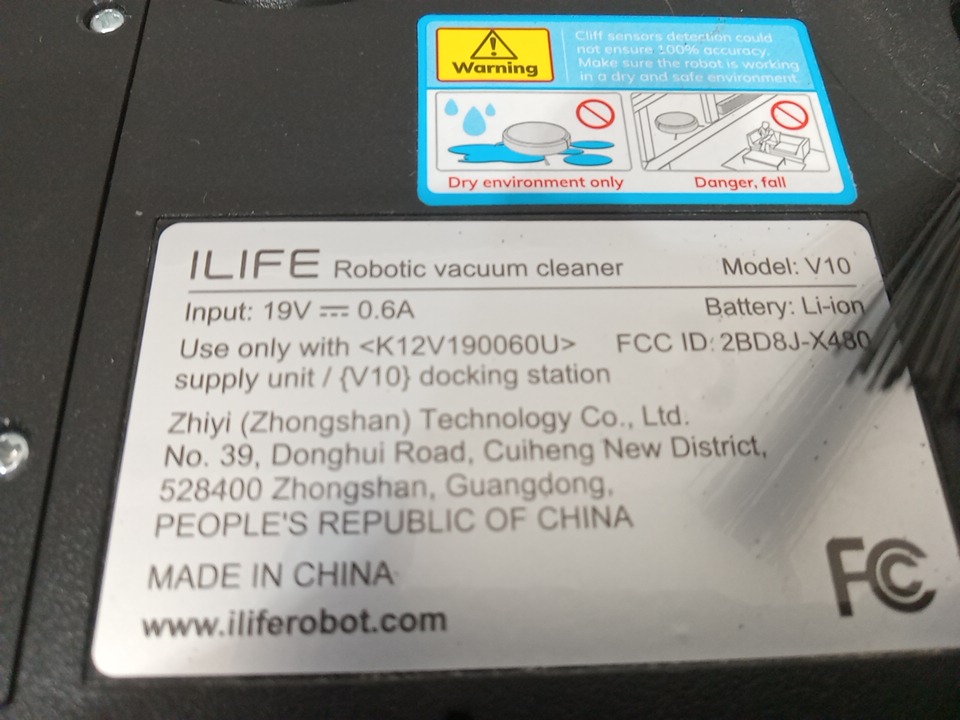 Warning
Cliff sensors detection could
not ensure 100% accuracy.
Make sure the robot is working
in a dry and safe environment
Dry environment only
Danger, fall
ILIFE Robotic vacuum cleaner Model: V10
Input: 19V ⎓ 0.6A Battery: Li-ion
Use only with <K12V190060U> FCC ID: 2BD8J-X480
supply unit / {V10} docking station
Zhiyi (Zhongshan) Technology Co., Ltd.
No. 39, Donghui Road, Cuiheng New District,
528400 Zhongshan, Guangdong,
PEOPLE'S REPUBLIC OF CHINA
MADE IN CHINA
www.iliferobot.com
FC